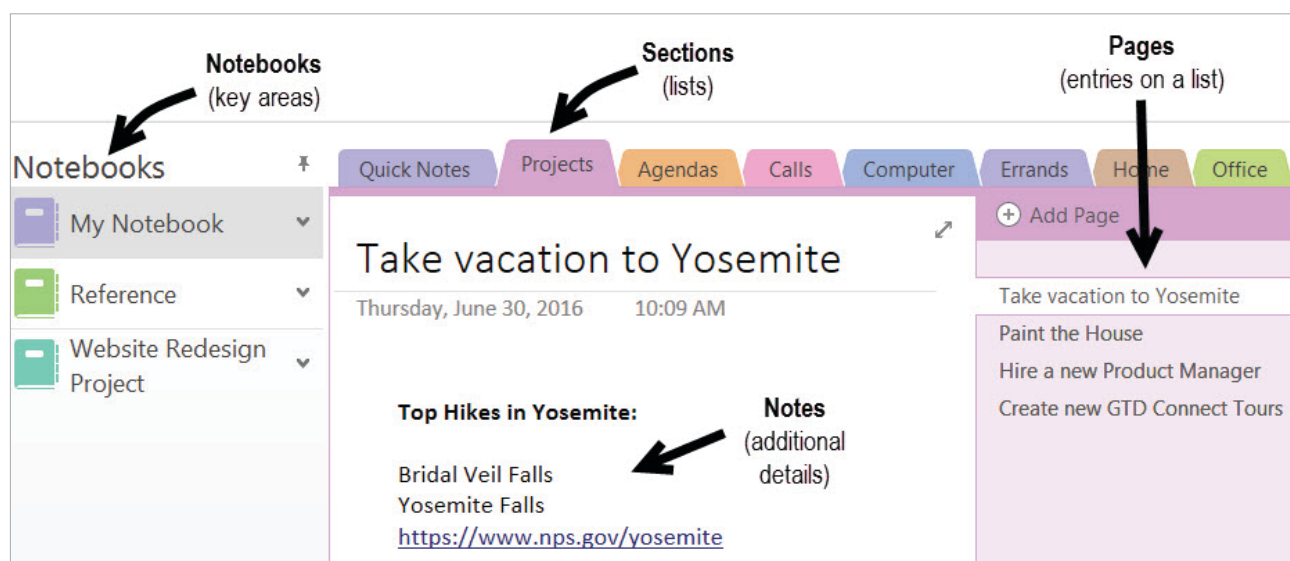 Notebooks
(key areas)
Sections
(lists)
Pages
(entries on a list)
Notebooks
Quick Notes
Projects
Agendas
Calls
Computer
Errands
Home
Office
My Notebook
Reference
Website Redesign
Project
Take vacation to Yosemite
Thursday, June 30, 2016 10:09 AM
Top Hikes in Yosemite:
Bridal Veil Falls
Yosemite Falls
https://www.nps.gov/yosemite
Notes
(additional
details)
Add Page
Take vacation to Yosemite
Paint the House
Hire a new Product Manager
Create new GTD Connect Tours